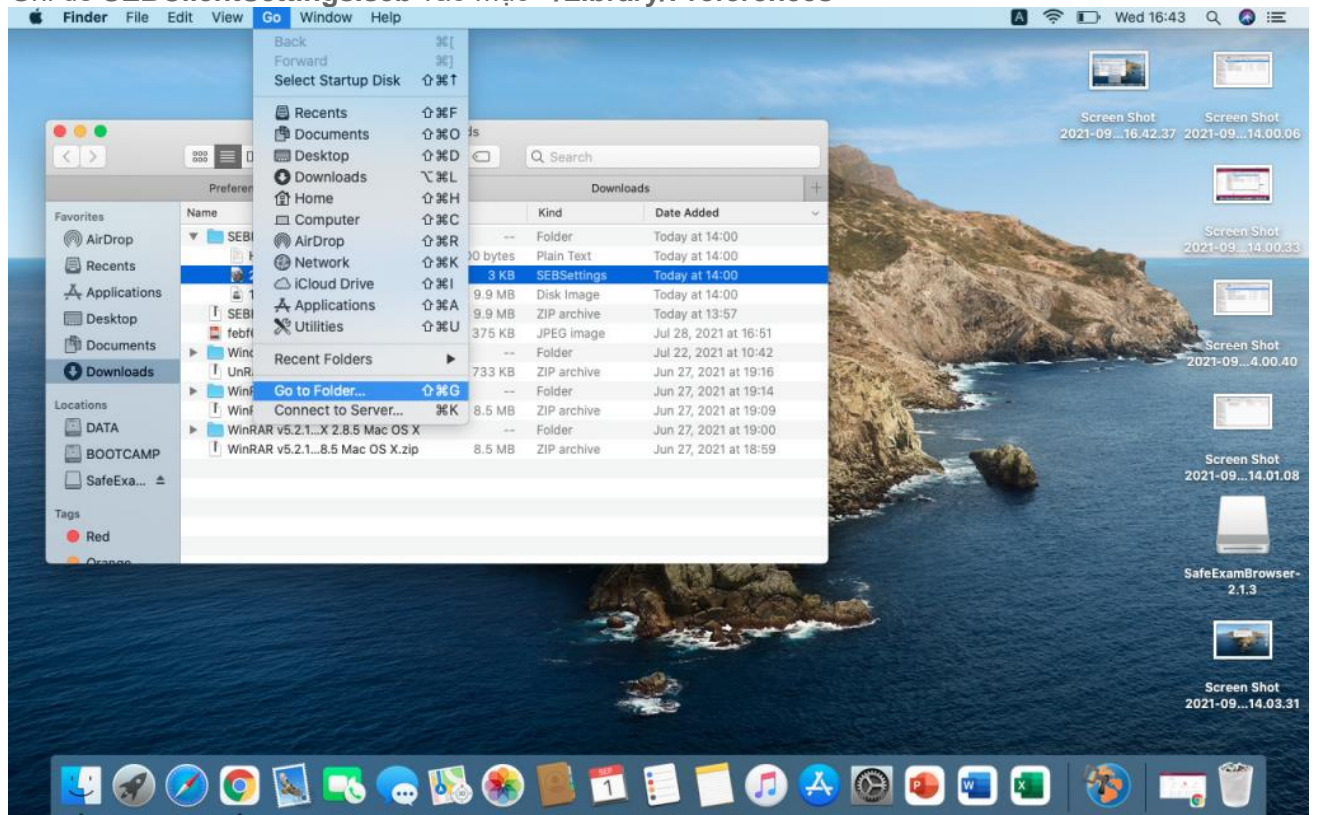 SEBClientSettings.seb
Finder File Edit View Go Window Help
A Wed 16:43
Back ⌘[
Forward ⌘]
Select Startup Disk ⇧⌘↑
Recents ⇧⌘F
Documents ⇧⌘O
Desktop ⇧⌘D
Downloads ⌥⌘L
Home ⇧⌘H
Computer ⇧⌘C
AirDrop ⇧⌘R
Network ⇧⌘K
iCloud Drive ⇧⌘I
Applications ⇧⌘A
Utilities ⇧⌘U
Recent Folders
Go to Folder... ⇧⌘G
Connect to Server... ⌘K
Search
Downloads
Favorites
AirDrop
Recents
Applications
Desktop
Documents
Downloads
Locations
DATA
BOOTCAMP
SafeExa...
Tags
Red
Orange
Name Kind Date Added
-- Folder Today at 14:00
bytes Plain Text Today at 14:00
3 KB SEBSettings Today at 14:00
9.9 MB Disk Image Today at 14:00
9.9 MB ZIP archive Today at 13:57
375 KB JPEG image Jul 28, 2021 at 16:51
-- Folder Jul 22, 2021 at 10:42
733 KB ZIP archive Jun 27, 2021 at 19:16
-- Folder Jun 27, 2021 at 19:14
8.5 MB ZIP archive Jun 27, 2021 at 19:09
WinRAR v5.2.1...X 2.8.5 Mac OS X -- Folder Jun 27, 2021 at 19:00
WinRAR v5.2.1...8.5 Mac OS X.zip 8.5 MB ZIP archive Jun 27, 2021 at 18:59
Screen Shot
2021-09...16.42.37
Screen Shot
2021-09...14.00.06
Screen Shot
2021-09...14.00.33
Screen Shot
2021-09...4.00.40
Screen Shot
2021-09...14.01.08
SafeExamBrowser-
2.1.3
Screen Shot
2021-09...14.03.31
SEP
1